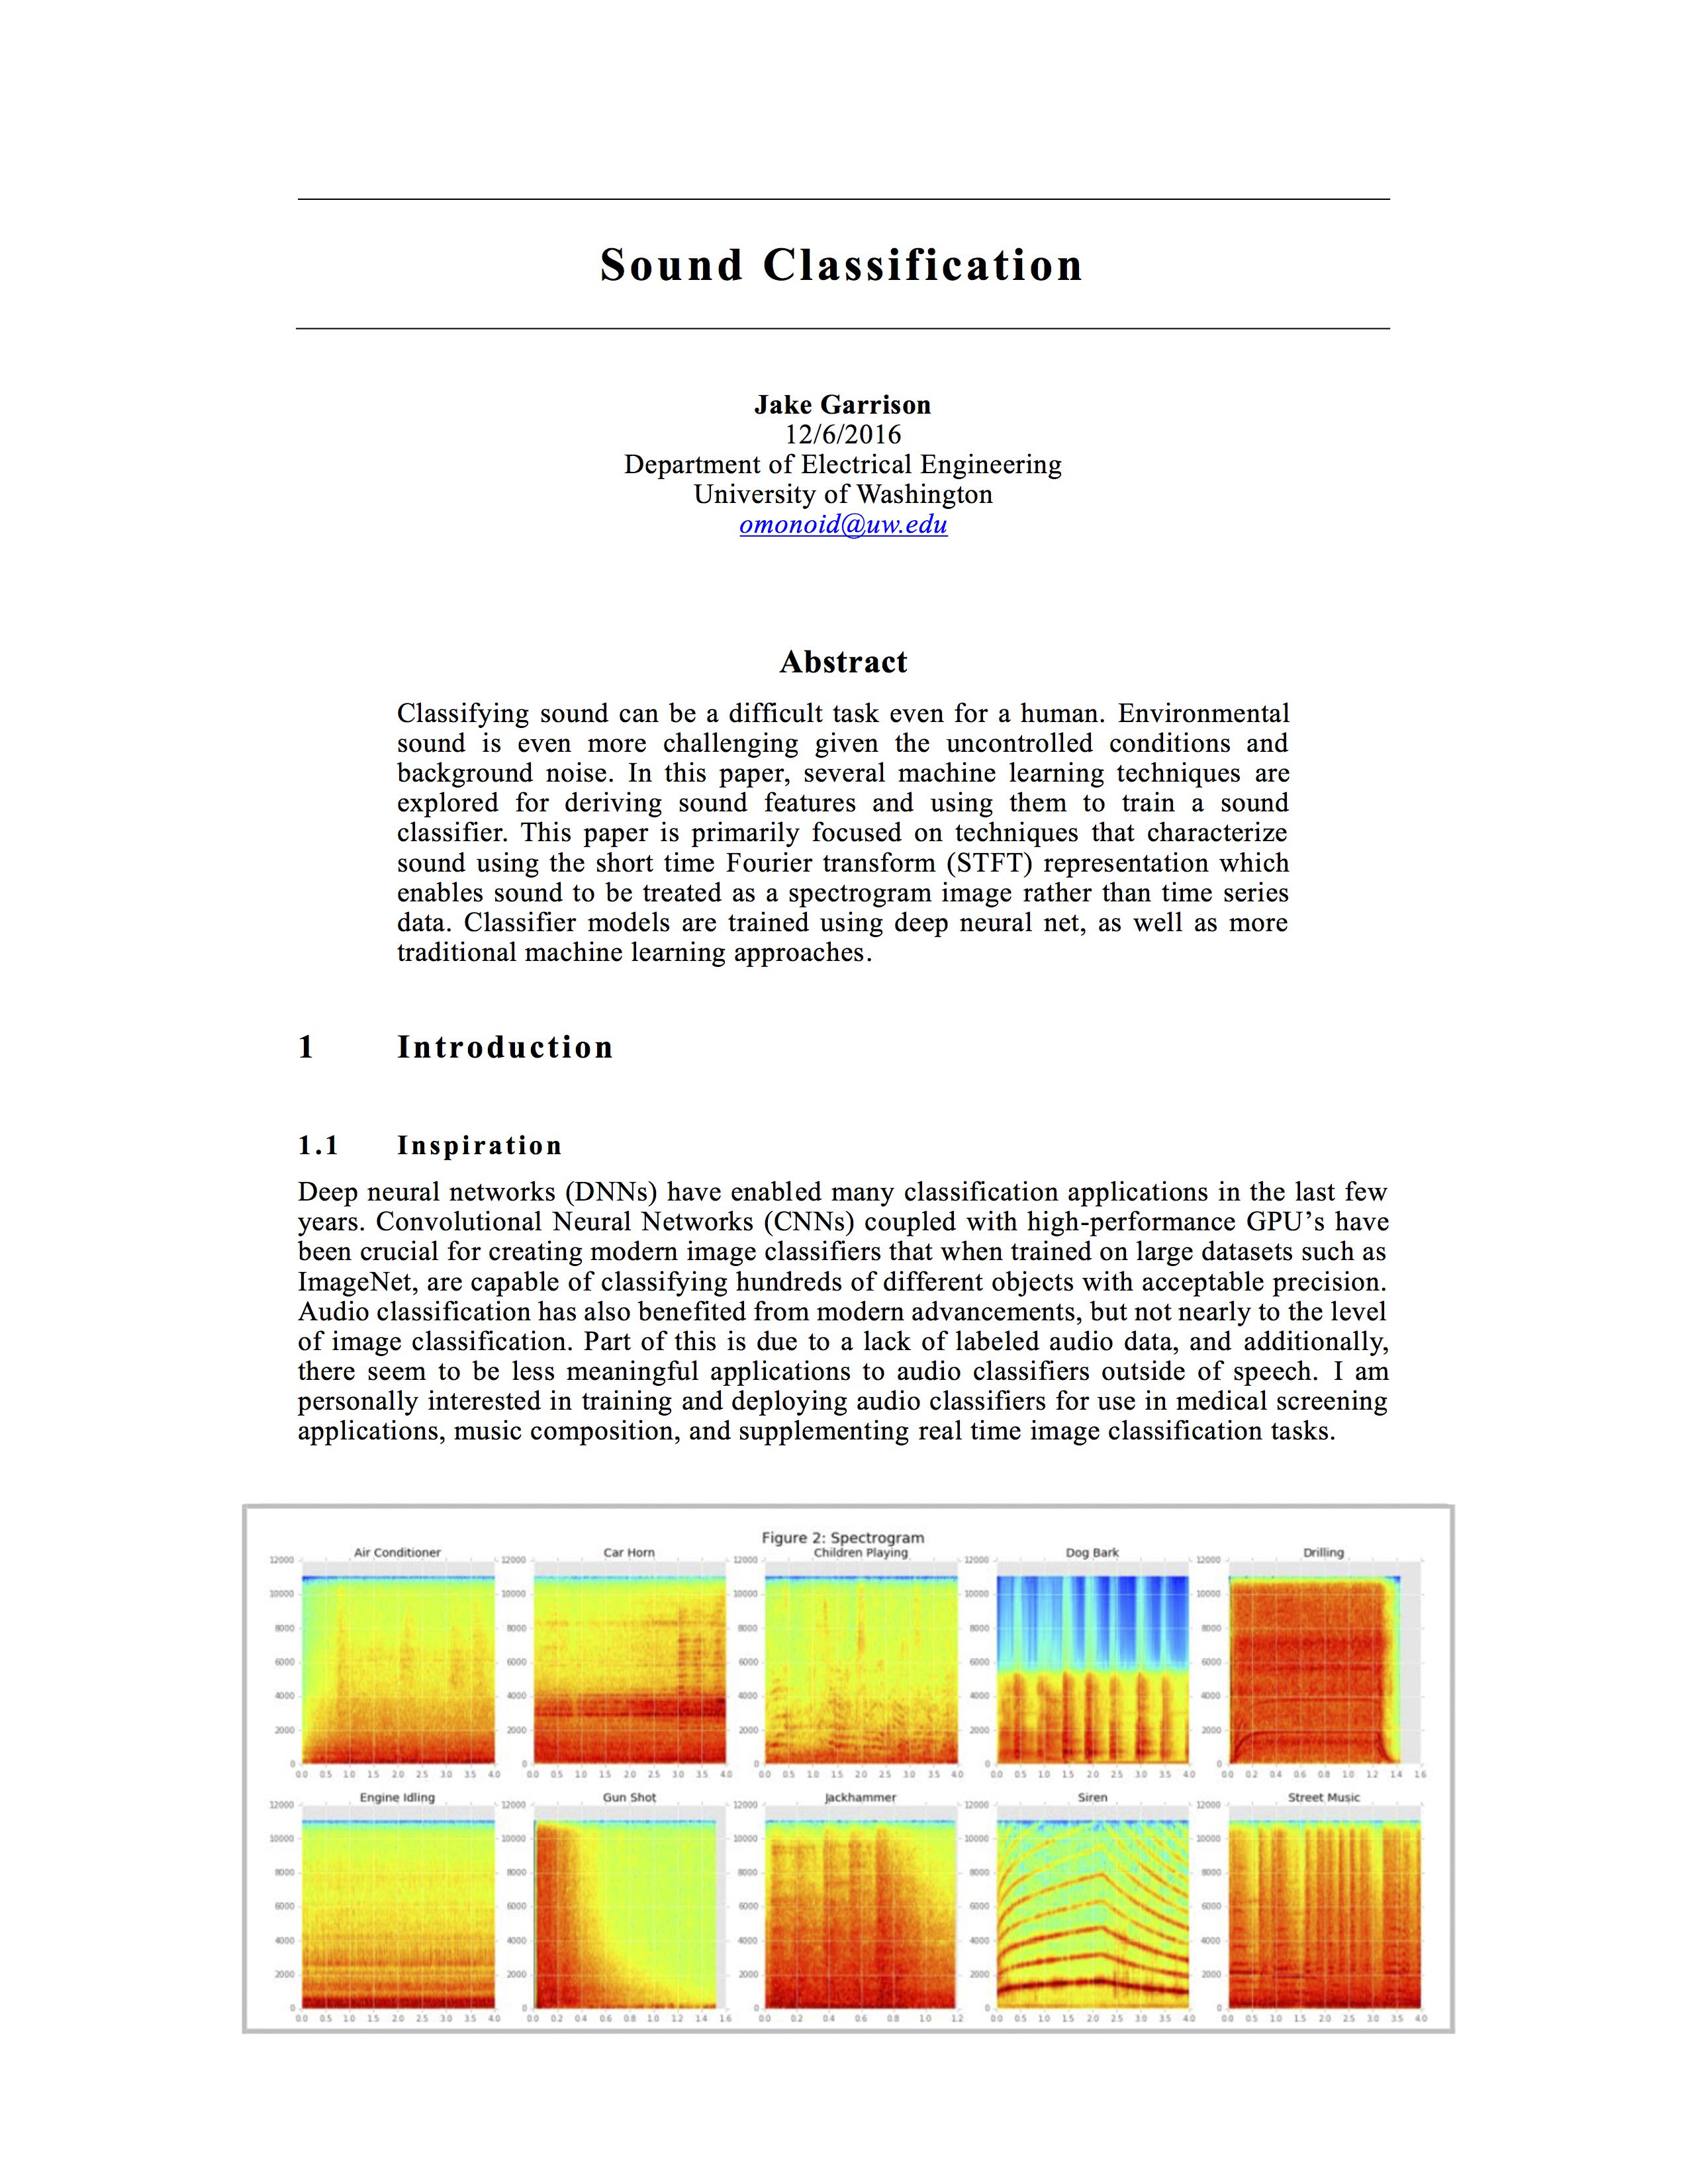 Sound Classification
Jake Garrison
12/6/2016
Department of Electrical Engineering
University of Washington
omonoid@uw.edu
Abstract
Classifying sound can be a difficult task even for a human. Environmental
sound is even more challenging given the uncontrolled conditions and
background noise. In this paper, several machine learning techniques are
explored for deriving sound features and using them to train a sound
classifier. This paper is primarily focused on techniques that characterize
sound using the short time Fourier transform (STFT) representation which
enables sound to be treated as a spectrogram image rather than time series
data. Classifier models are trained using deep neural net, as well as more
traditional machine learning approaches.
1 Introduction
1.1 Inspiration
Deep neural networks (DNNs) have enabled many classification applications in the last few
years. Convolutional Neural Networks (CNNs) coupled with high-performance GPU’s have
been crucial for creating modern image classifiers that when trained on large datasets such as
ImageNet, are capable of classifying hundreds of different objects with acceptable precision.
Audio classification has also benefited from modern advancements, but not nearly to the level
of image classification. Part of this is due to a lack of labeled audio data, and additionally,
there seem to be less meaningful applications to audio classifiers outside of speech. I am
personally interested in training and deploying audio classifiers for use in medical screening
applications, music composition, and supplementing real time image classification tasks.
Figure 2: Spectrogram
Air Conditioner Car Horn Children Playing Dog Bark Drilling
12000 12000 12000 12000 12000
10000 10000 10000 10000 10000
8000 8000 8000 8000 8000
6000 6000 6000 6000 6000
4000 4000 4000 4000 4000
2000 2000 2000 2000 2000
0 0 0 0 0
0.0 0.5 1.0 1.5 2.0 2.5 3.0 3.5 4.0 0.0 0.5 1.0 1.5 2.0 2.5 3.0 3.5 4.0 0.0 0.5 1.0 1.5 2.0 2.5 3.0 3.5 4.0 0.0 0.5 1.0 1.5 2.0 2.5 3.0 3.5 4.0 0.0 0.2 0.4 0.6 0.8 1.0 1.2 1.4 1.6
Engine Idling Gun Shot Jackhammer Siren Street Music
12000 12000 12000 12000 12000
10000 10000 10000 10000 10000
8000 8000 8000 8000 8000
6000 6000 6000 6000 6000
4000 4000 4000 4000 4000
2000 2000 2000 2000 2000
0 0 0 0 0
0.0 0.5 1.0 1.5 2.0 2.5 3.0 3.5 4.0 0.0 0.2 0.4 0.6 0.8 1.0 1.2 1.4 1.6 0.0 0.2 0.4 0.6 0.8 1.0 1.2 0.0 0.5 1.0 1.5 2.0 2.5 3.0 3.5 4.0 0.0 0.5 1.0 1.5 2.0 2.5 3.0 3.5 4.0